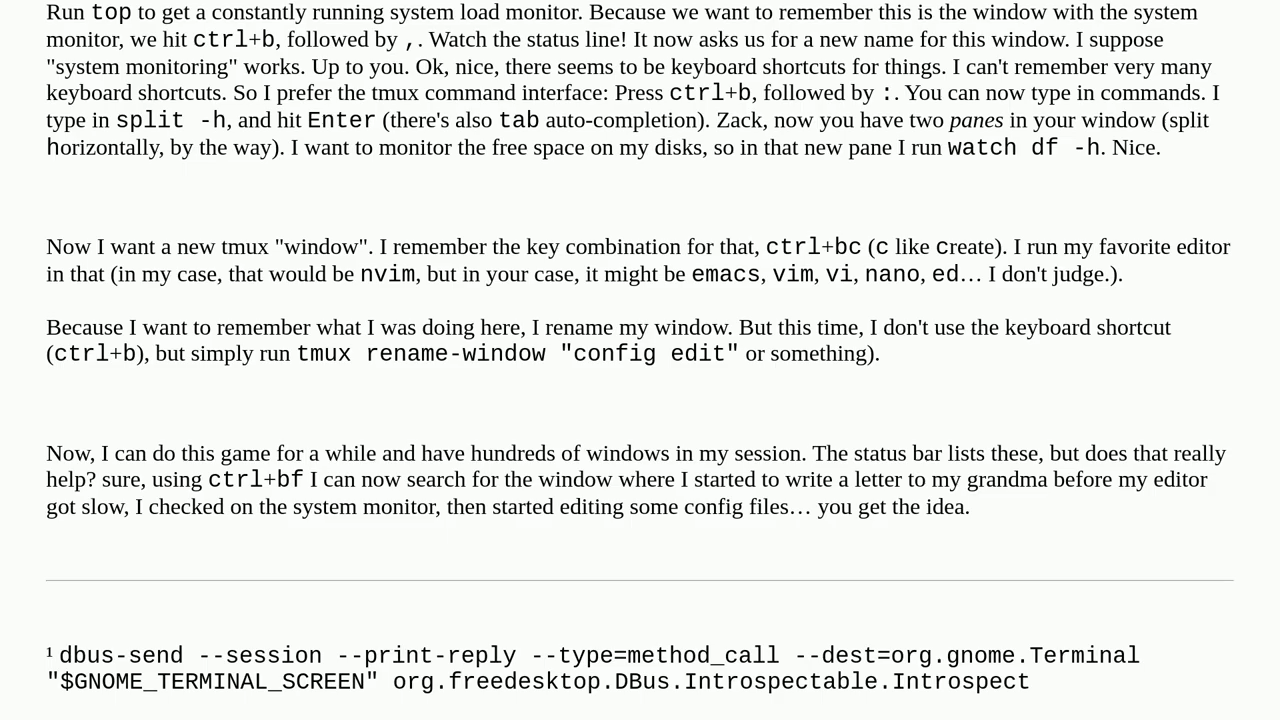 Run top to get a constantly running system load monitor. Because we want to remember this is the window with the system
monitor, we hit ctrl+b, followed by ,. Watch the status line! It now asks us for a new name for this window. I suppose
"system monitoring" works. Up to you. Ok, nice, there seems to be keyboard shortcuts for things. I can't remember very many
keyboard shortcuts. So I prefer the tmux command interface: Press ctrl+b, followed by :. You can now type in commands. I
type in split -h, and hit Enter (there's also tab auto-completion). Zack, now you have two panes in your window (split
horizontally, by the way). I want to monitor the free space on my disks, so in that new pane I run watch df -h. Nice.
Now I want a new tmux "window". I remember the key combination for that, ctrl+bc (c like create). I run my favorite editor
in that (in my case, that would be nvim, but in your case, it might be emacs, vim, vi, nano, ed… I don't judge.).
Because I want to remember what I was doing here, I rename my window. But this time, I don't use the keyboard shortcut
(ctrl+b), but simply run tmux rename-window "config edit" or something).
Now, I can do this game for a while and have hundreds of windows in my session. The status bar lists these, but does that really
help? sure, using ctrl+bf I can now search for the window where I started to write a letter to my grandma before my editor
got slow, I checked on the system monitor, then started editing some config files… you get the idea.
¹ dbus-send --session --print-reply --type=method_call --dest=org.gnome.Terminal
"$GNOME_TERMINAL_SCREEN" org.freedesktop.DBus.Introspectable.Introspect